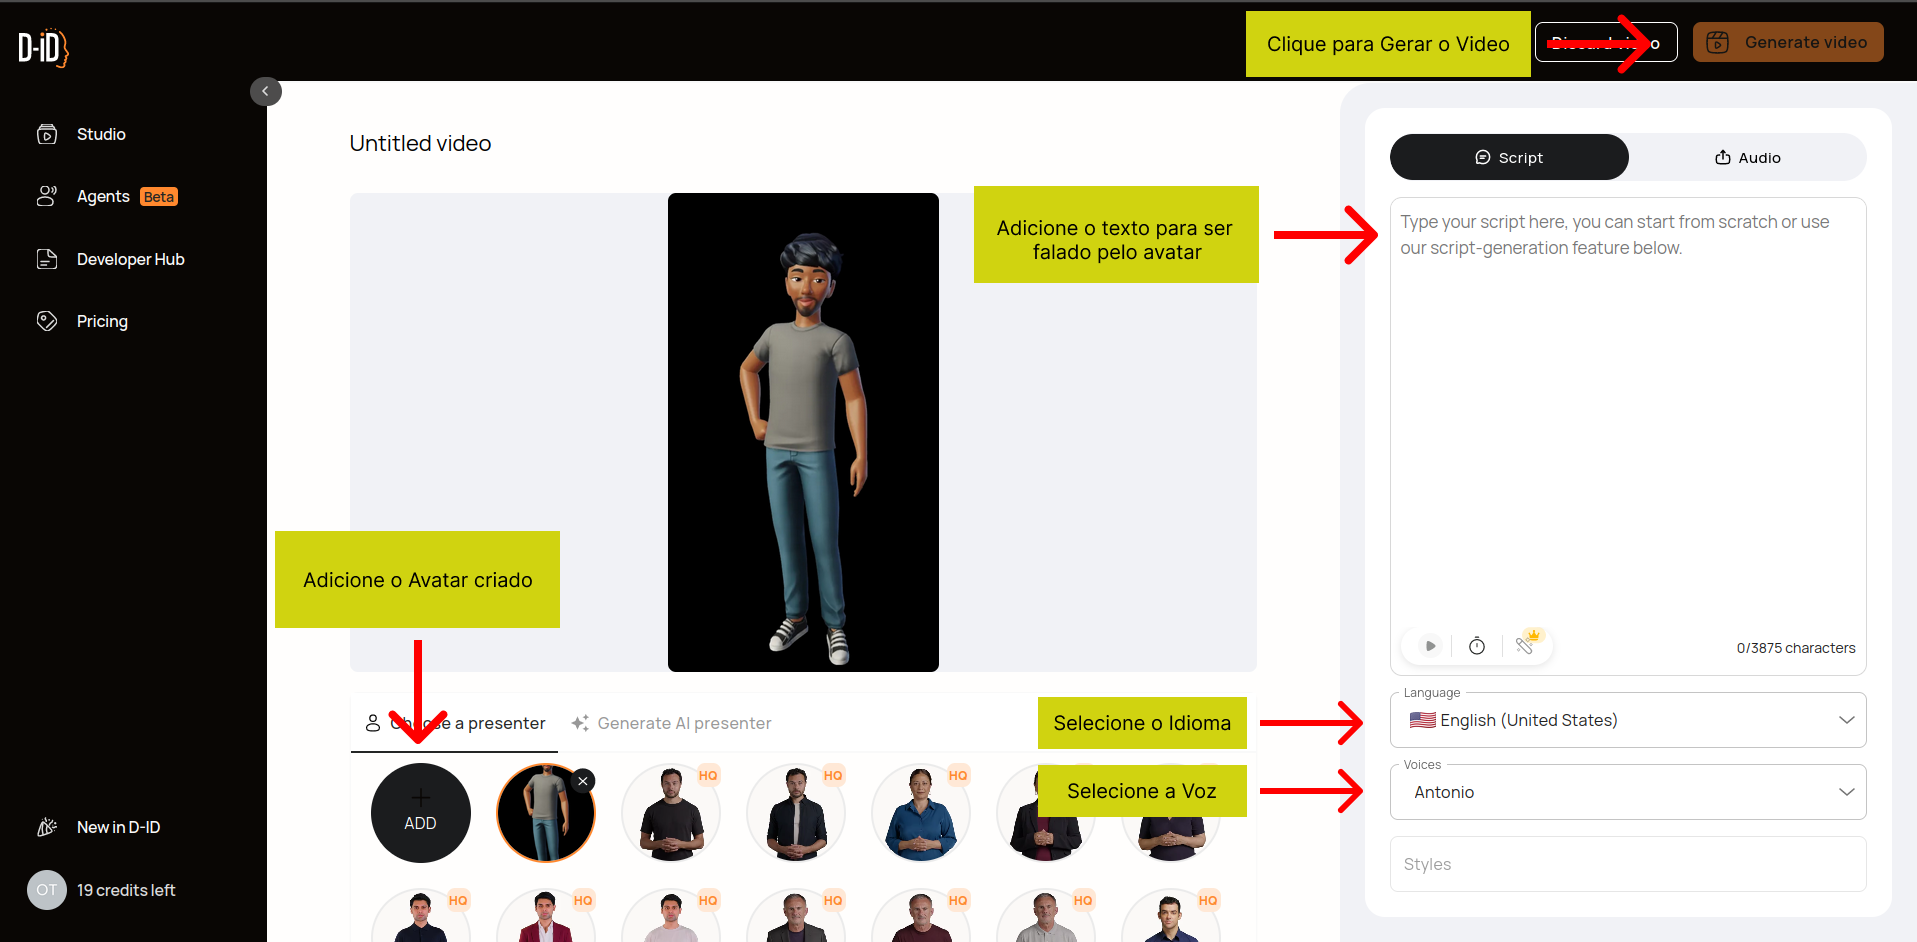 D-iD
Clique para Gerar o Video
Discard video
Generate video
Studio
Agents Beta
Developer Hub
Pricing
New in D-ID
OT 19 credits left
Untitled video
Adicione o texto para ser
falado pelo avatar
Adicione o Avatar criado
Choose a presenter
Generate AI presenter
Selecione o Idioma
Selecione a Voz
ADD
HQ
HQ
HQ
HQ
HQ
HQ
HQ
HQ
HQ
HQ
Script
Audio
Type your script here, you can start from scratch or use
our script-generation feature below.
0/3875 characters
Language
English (United States)
Voices
Antonio
Styles